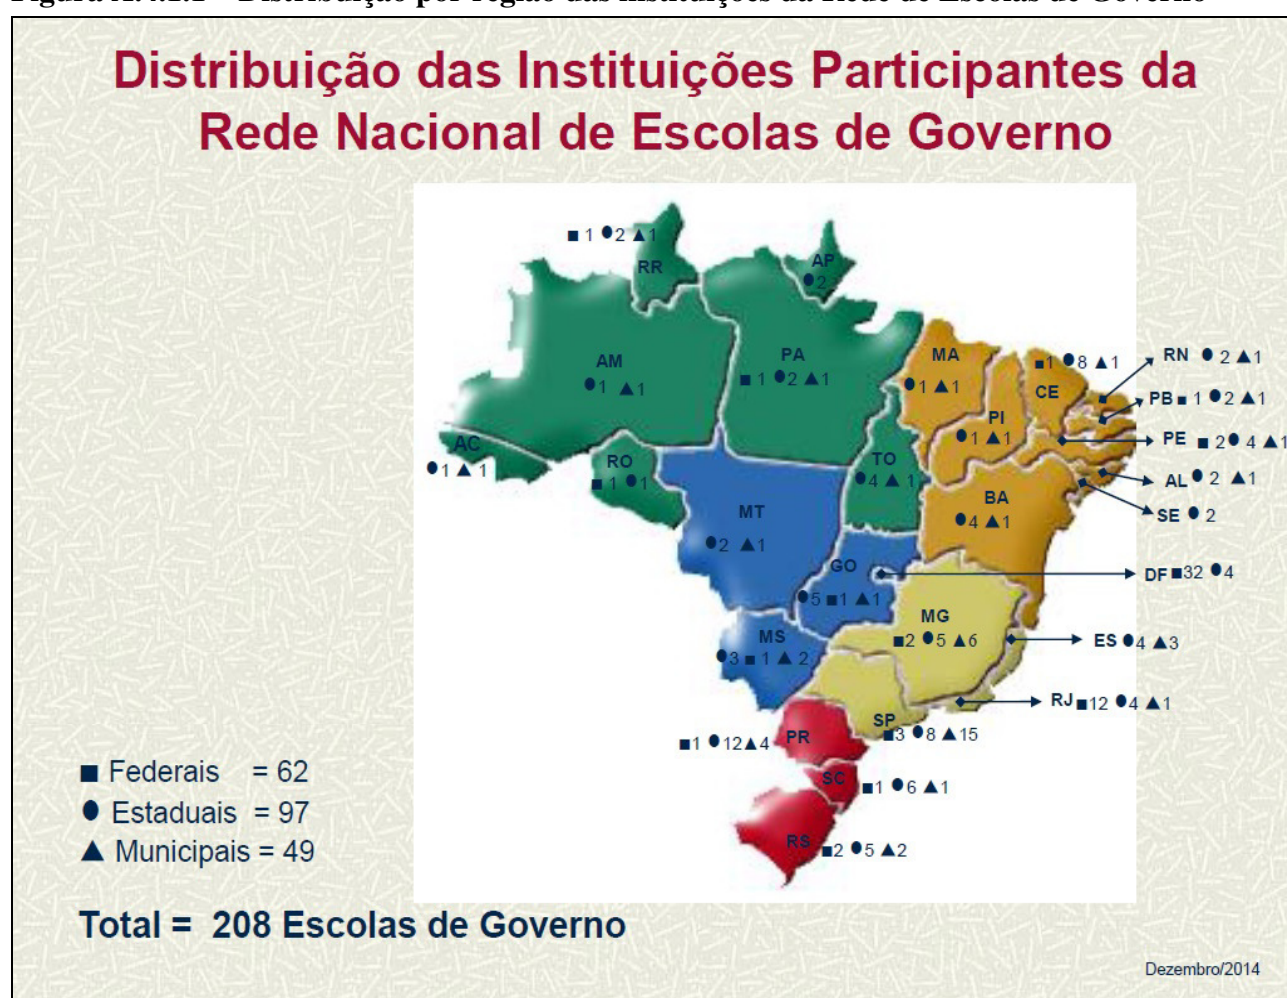 Distribuição das Instituições Participantes da
Rede Nacional de Escolas de Governo
■ 1 ●2 ▲1
RR
AP
●2
AM
●1 ▲1
PA
■ 1 ●2 ▲1
MA
●1 ▲1
■1 ●8 ▲1
CE
RN ● 2 ▲1
PB ■ 1 ●2 ▲1
PI
●1 ▲1
PE ■ 2● 4 ▲1
AC
●1 ▲ 1
RO
■ 1 ●1
TO
●4 ▲ 1
AL ● 2 ▲1
BA
●4 ▲1
SE ● 2
MT
●2 ▲1
GO
●5 ■1 ▲1
DF ■32 ●4
MG
■2 ●5 ▲6
ES ●4 ▲3
MS
●3 ■ 1 ▲ 2
RJ ■12 ●4 ▲1
SP
■3 ●8 ▲15
■1 ●12▲4 PR
SC
■1 ●6 ▲1
RS ■2 ●5 ▲2
■ Federais = 62
● Estaduais = 97
▲ Municipais = 49
Total = 208 Escolas de Governo
Dezembro/2014